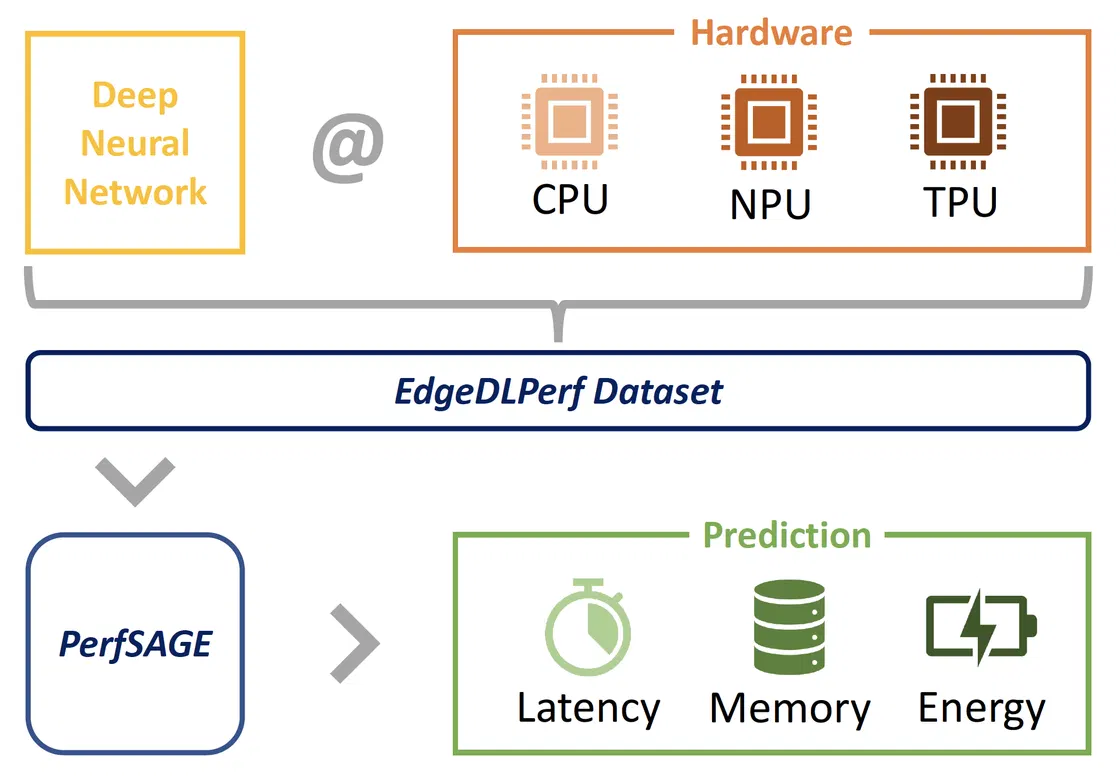 Deep
Neural
Network
@
Hardware
CPU
NPU
TPU
EdgeDLPerf Dataset
PerfSAGE
Prediction
Latency
Memory
Energy